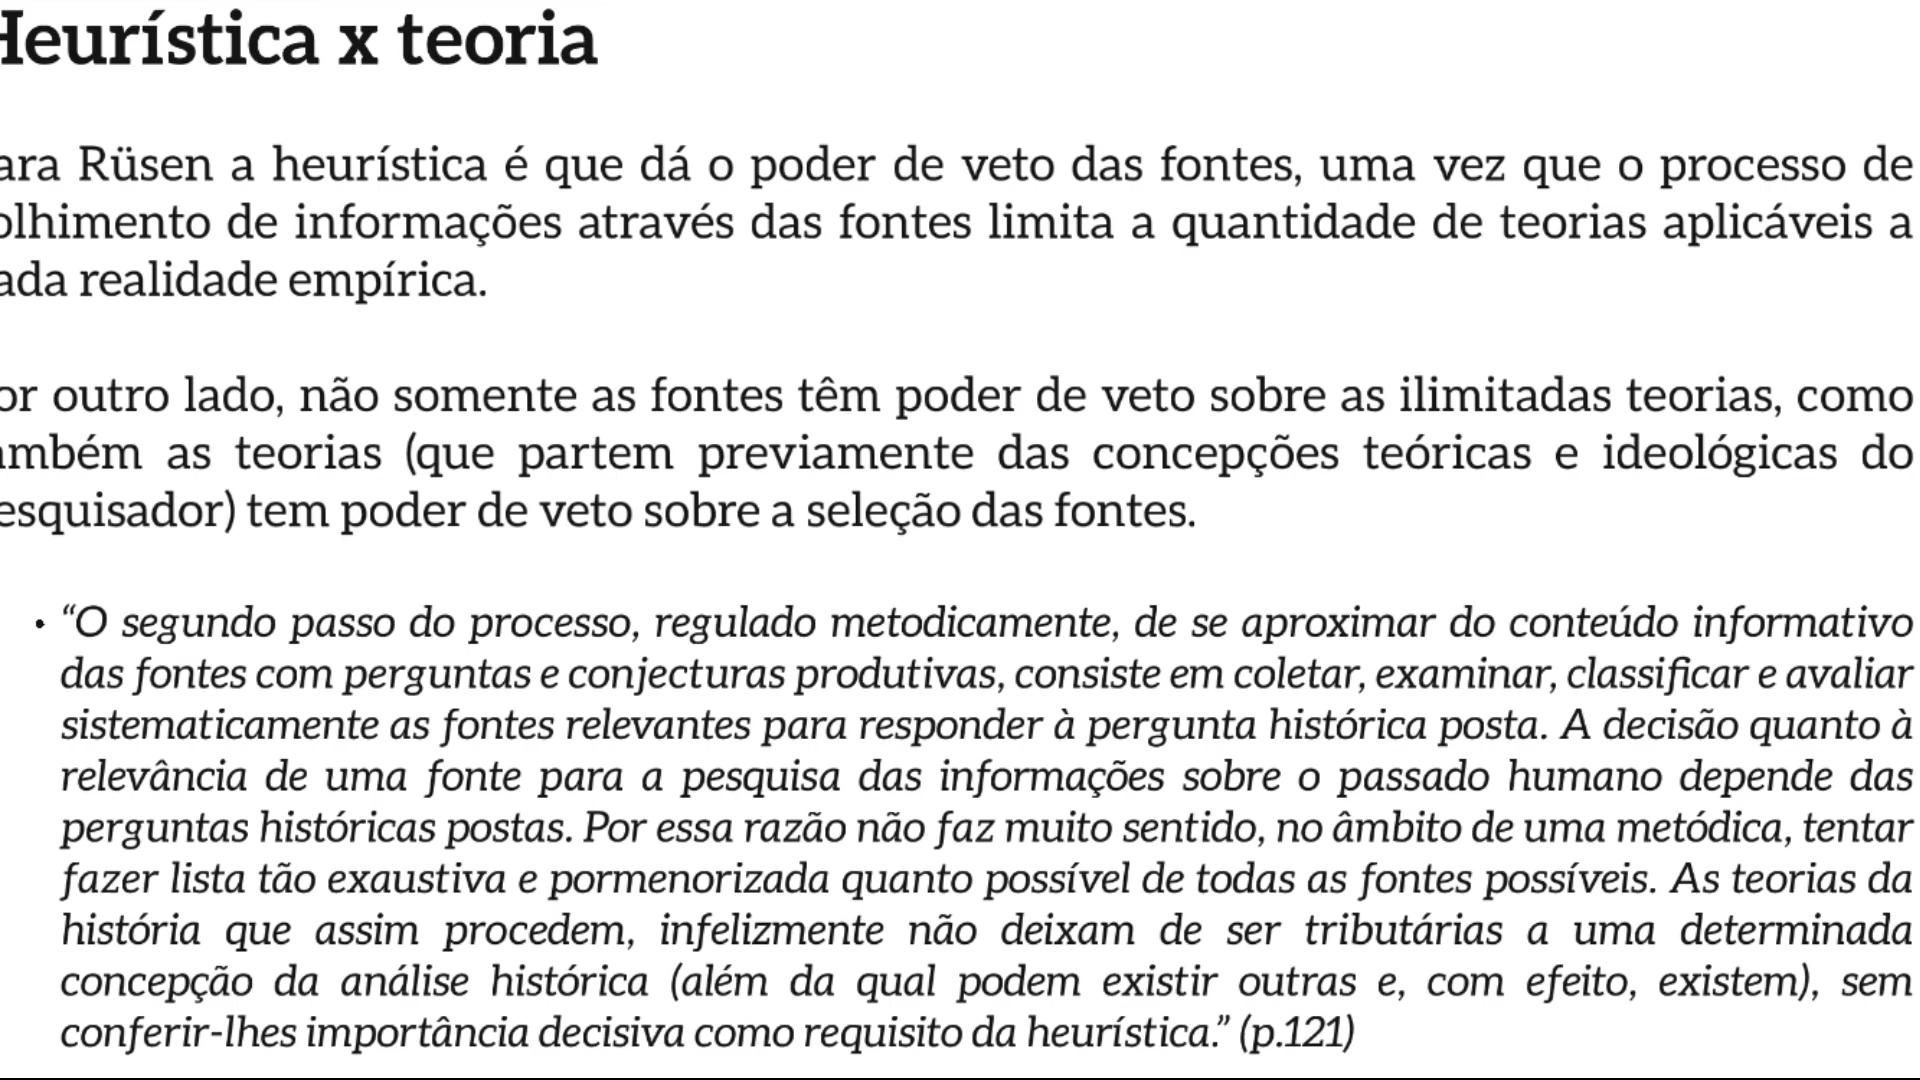 Heurística x teoria
ara Rüsen a heurística é que dá o poder de veto das fontes, uma vez que o processo de
olhimento de informações através das fontes limita a quantidade de teorias aplicáveis a
ada realidade empírica.
or outro lado, não somente as fontes têm poder de veto sobre as ilimitadas teorias, como
ambém as teorias (que partem previamente das concepções teóricas e ideológicas do
esquisador) tem poder de veto sobre a seleção das fontes.
• “O segundo passo do processo, regulado metodicamente, de se aproximar do conteúdo informativo
das fontes com perguntas e conjecturas produtivas, consiste em coletar, examinar, classificar e avaliar
sistematicamente as fontes relevantes para responder à pergunta histórica posta. A decisão quanto à
relevância de uma fonte para a pesquisa das informações sobre o passado humano depende das
perguntas históricas postas. Por essa razão não faz muito sentido, no âmbito de uma metódica, tentar
fazer lista tão exaustiva e pormenorizada quanto possível de todas as fontes possíveis. As teorias da
história que assim procedem, infelizmente não deixam de ser tributárias a uma determinada
concepção da análise histórica (além da qual podem existir outras e, com efeito, existem), sem
conferir-lhes importância decisiva como requisito da heurística.” (p.121)